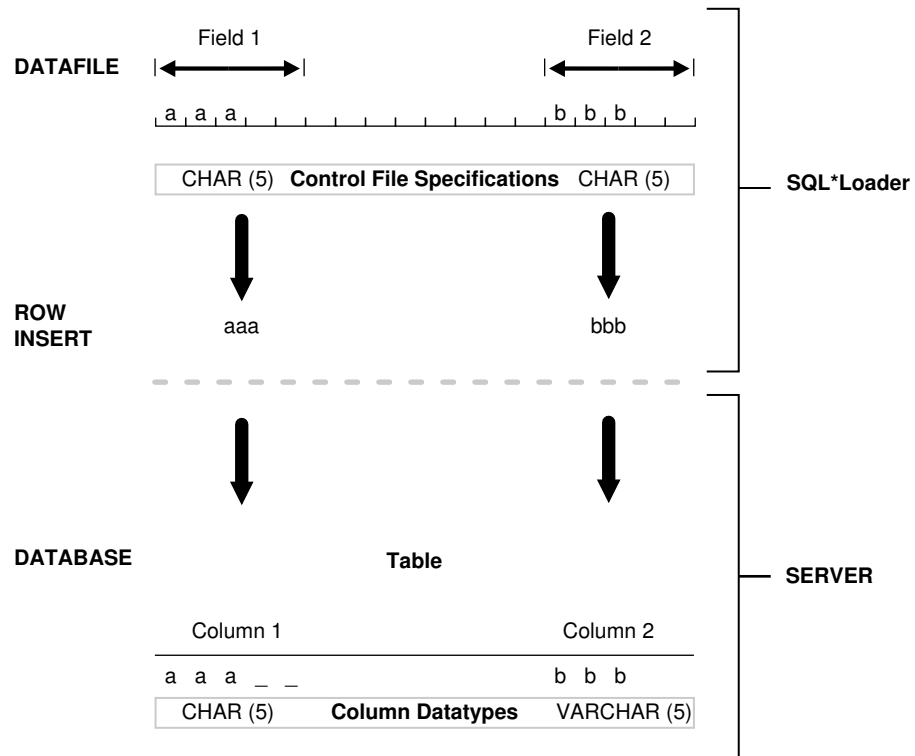 Field 1 Field 2
DATAFILE
a a a b b b
CHAR (5) Control File Specifications CHAR (5)
SQL*Loader
ROW
INSERT
aaa bbb
DATABASE
Table
SERVER
Column 1 Column 2
a a a _ _ b b b
CHAR (5) Column Datatypes VARCHAR (5)